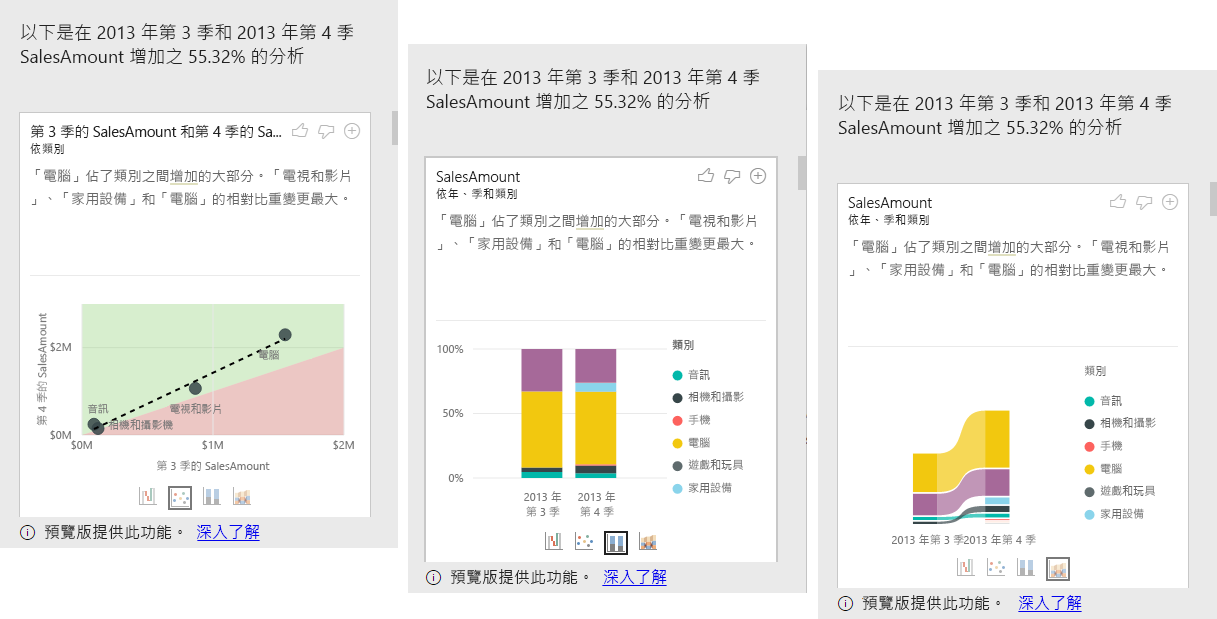 以下是在 2013 年第 3 季和 2013 年第 4 季
SalesAmount 增加之 55.32% 的分析
第 3 季的 SalesAmount 和第 4 季的 Sa...
依類別
「電腦」佔了類別之間增加的大部分。「電視和影片
」、「家用設備」和「電腦」的相對比重變更最大。
第 4 季的 SalesAmount
$2M
$0M
電腦
電視和影片
音訊
相機和攝影機
$0M
$1M
$2M
第 3 季的 SalesAmount
預覽版提供此功能。 深入了解
以下是在 2013 年第 3 季和 2013 年第 4 季
SalesAmount 增加之 55.32% 的分析
SalesAmount
依年、季和類別
「電腦」佔了類別之間增加的大部分。「電視和影片
」、「家用設備」和「電腦」的相對比重變更最大。
100%
50%
0%
2013 年
第 3 季
2013 年
第 4 季
類別
音訊
相機和攝影
手機
電腦
遊戲和玩具
家用設備
預覽版提供此功能。 深入了解
以下是在 2013 年第 3 季和 2013 年第 4 季
SalesAmount 增加之 55.32% 的分析
SalesAmount
依年、季和類別
「電腦」佔了類別之間增加的大部分。「電視和影片
」、「家用設備」和「電腦」的相對比重變更最大。
類別
音訊
相機和攝影
手機
電腦
遊戲和玩具
家用設備
2013 年第 3 季2013 年第 4 季
預覽版提供此功能。 深入了解